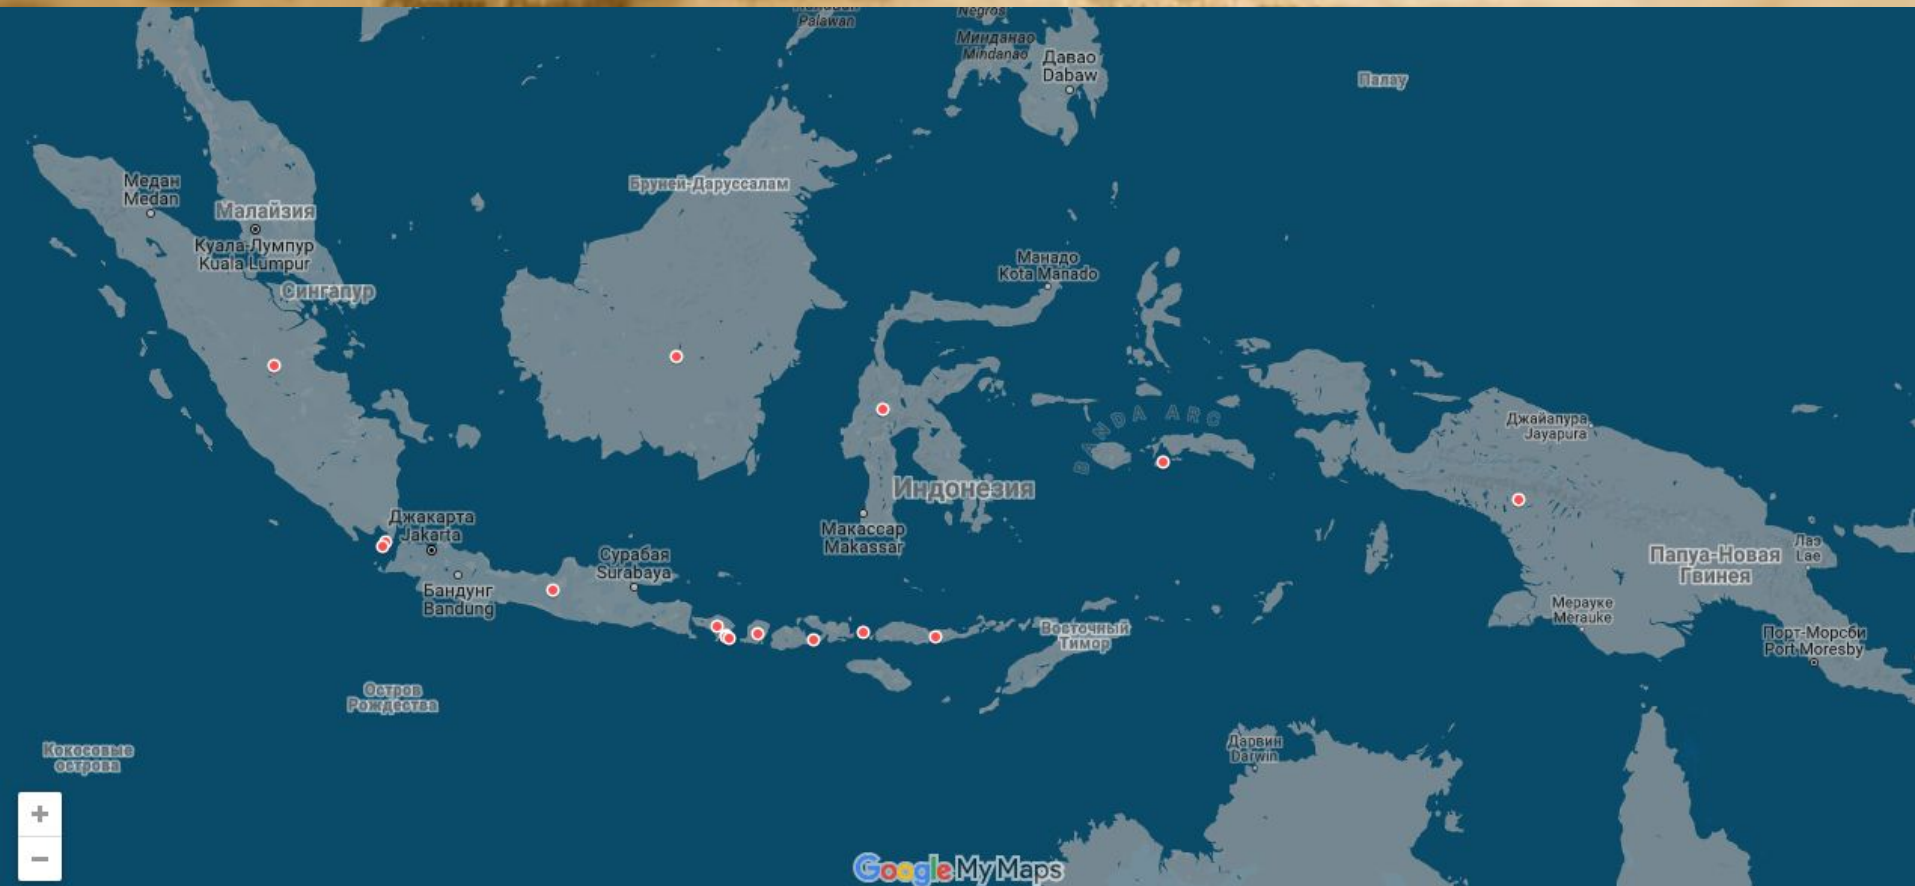 Palawan
Negros
Минданао
Mindanao
Давао
Dabaw
Палау
Медан
Medan
Малайзия
Куала-Лумпур
Kuala Lumpur
Сингапур
Бруней-Даруссалам
Манадо
Kota Manado
BANDA ARC
Джайапура
Jayapura
Индонезия
Макассар
Makassar
Джакарта
Jakarta
Бандунг
Bandung
Сурабая
Surabaya
Восточный
Тимор
Папуа-Новая
Гвинея
Лаэ
Lae
Мерауке
Merauke
Порт-Морсби
Port Moresby
Остров
Рождества
Кокосовые
острова
Дарвин
Darwin
+
−
Google My Maps